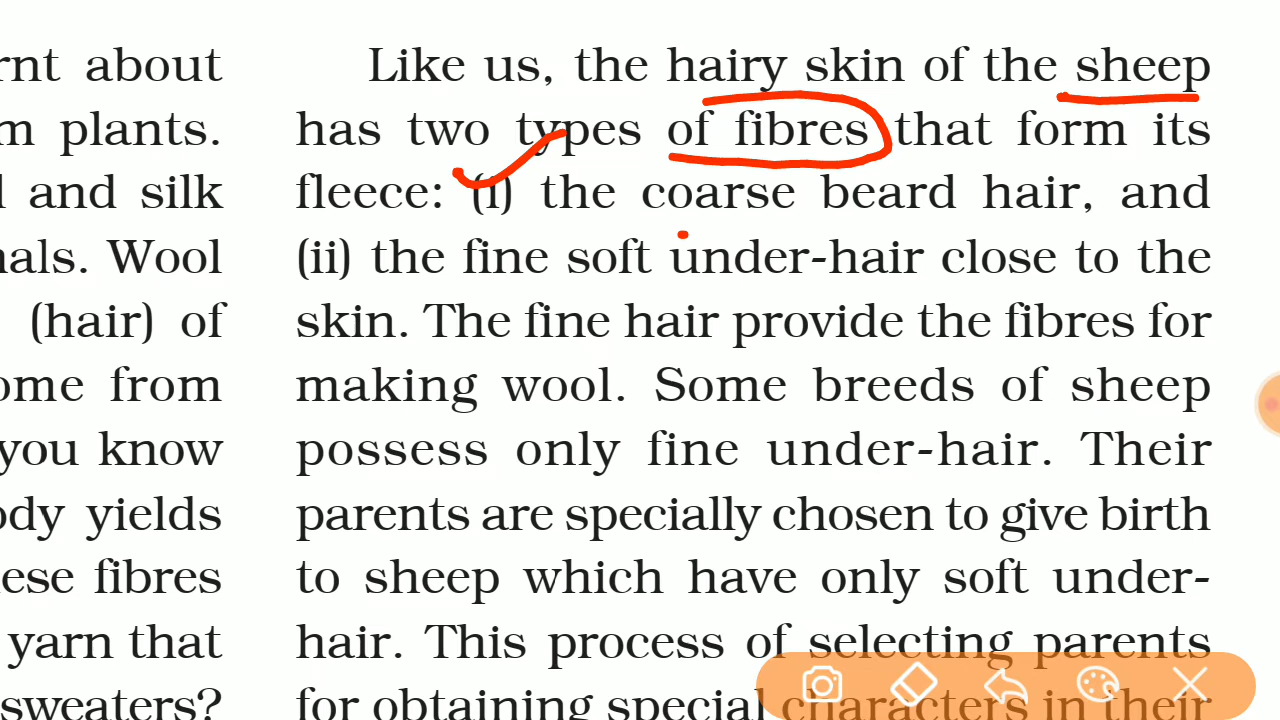 rnt about
m plants.
l and silk
nals. Wool
(hair) of
ome from
you know
ody yields
ese fibres
yarn that
sweaters?
Like us, the hairy skin of the sheep
has two types of fibres that form its
fleece: (i) the coarse beard hair, and
(ii) the fine soft under-hair close to the
skin. The fine hair provide the fibres for
making wool. Some breeds of sheep
possess only fine under-hair. Their
parents are specially chosen to give birth
to sheep which have only soft under-
hair. This process of selecting parents
for obtaining special characters in their